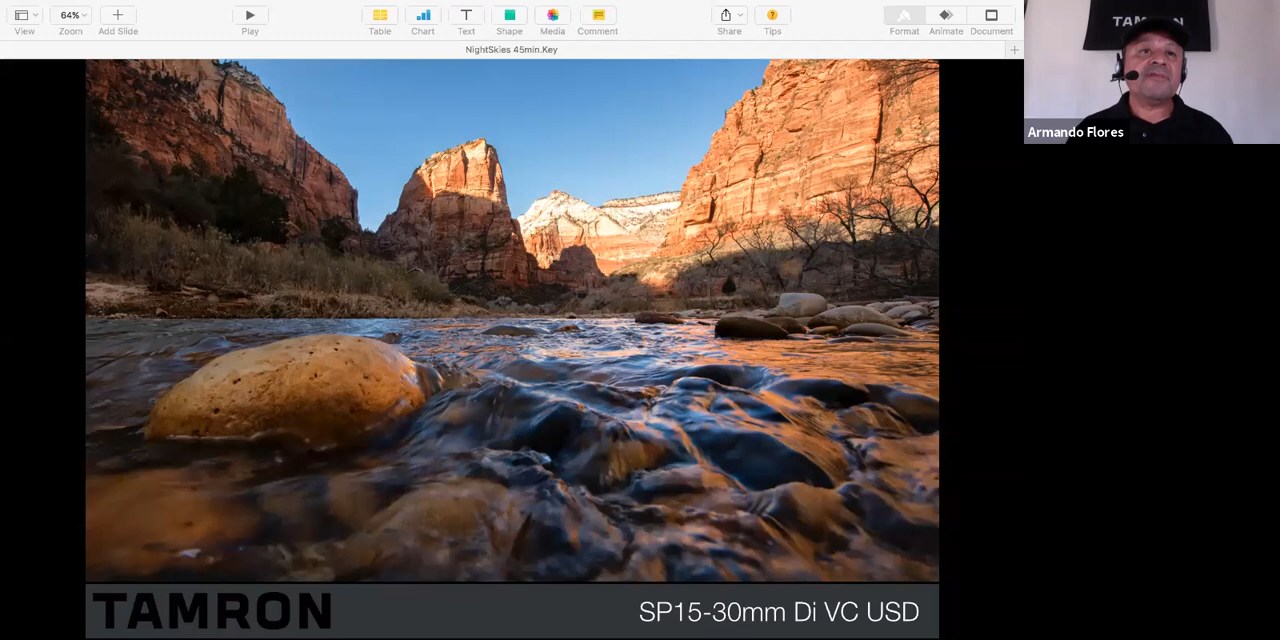 64%
View
Zoom
Add Slide
Play
Table
Chart
Text
Shape
Media
Comment
Share
Tips
Format
Animate
Document
NightSkies 45min.Key
TAMRON
Armando Flores
TAMRON
SP15-30mm Di VC USD